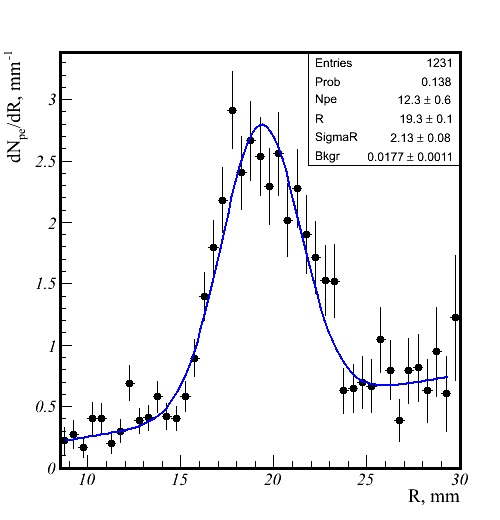 dN_pe/dR, mm⁻¹
Entries 1231
Prob 0.138
Npe 12.3 ± 0.6
R 19.3 ± 0.1
SigmaR 2.13 ± 0.08
Bkgr 0.0177 ± 0.0011
3
2.5
2
1.5
1
0.5
0
10 15 20 25 30
R, mm